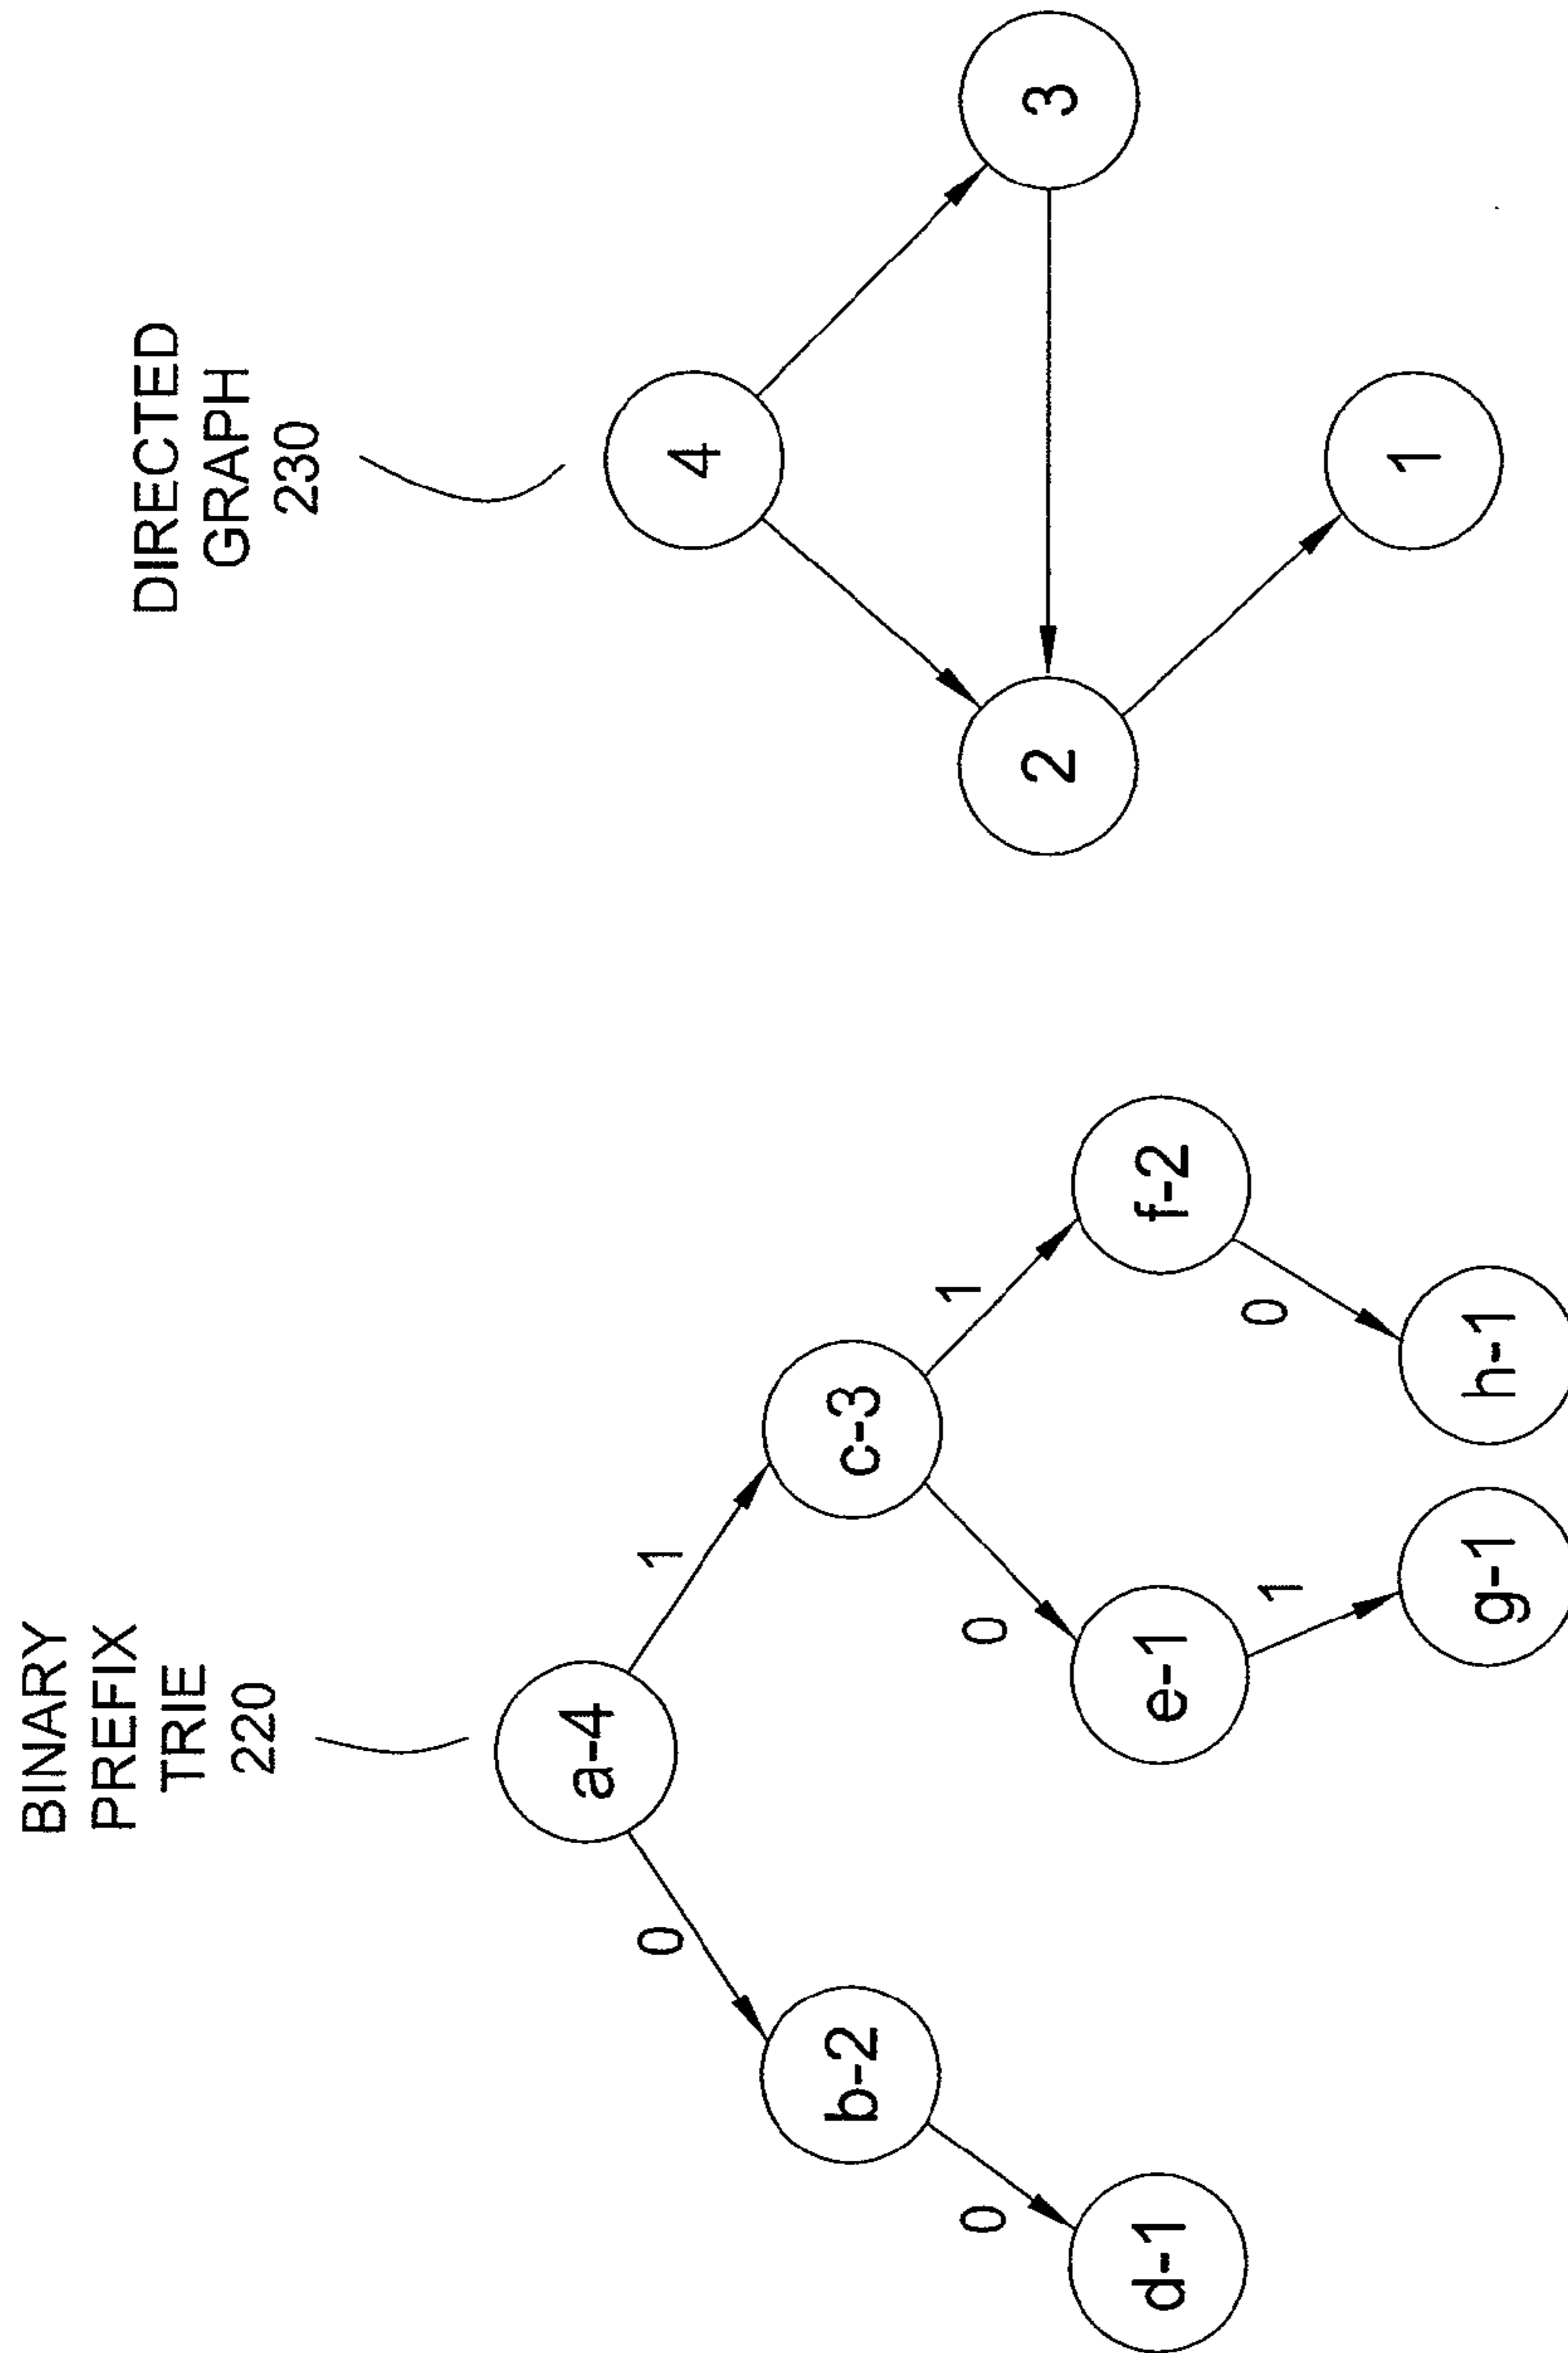 BINARY
PREFIX
TRIE
220
a-4
0
1
b-2
c-3
0
0
1
d-1
e-1
f-2
1
0
g-1
h-1
DIRECTED
GRAPH
230
4
2
3
1